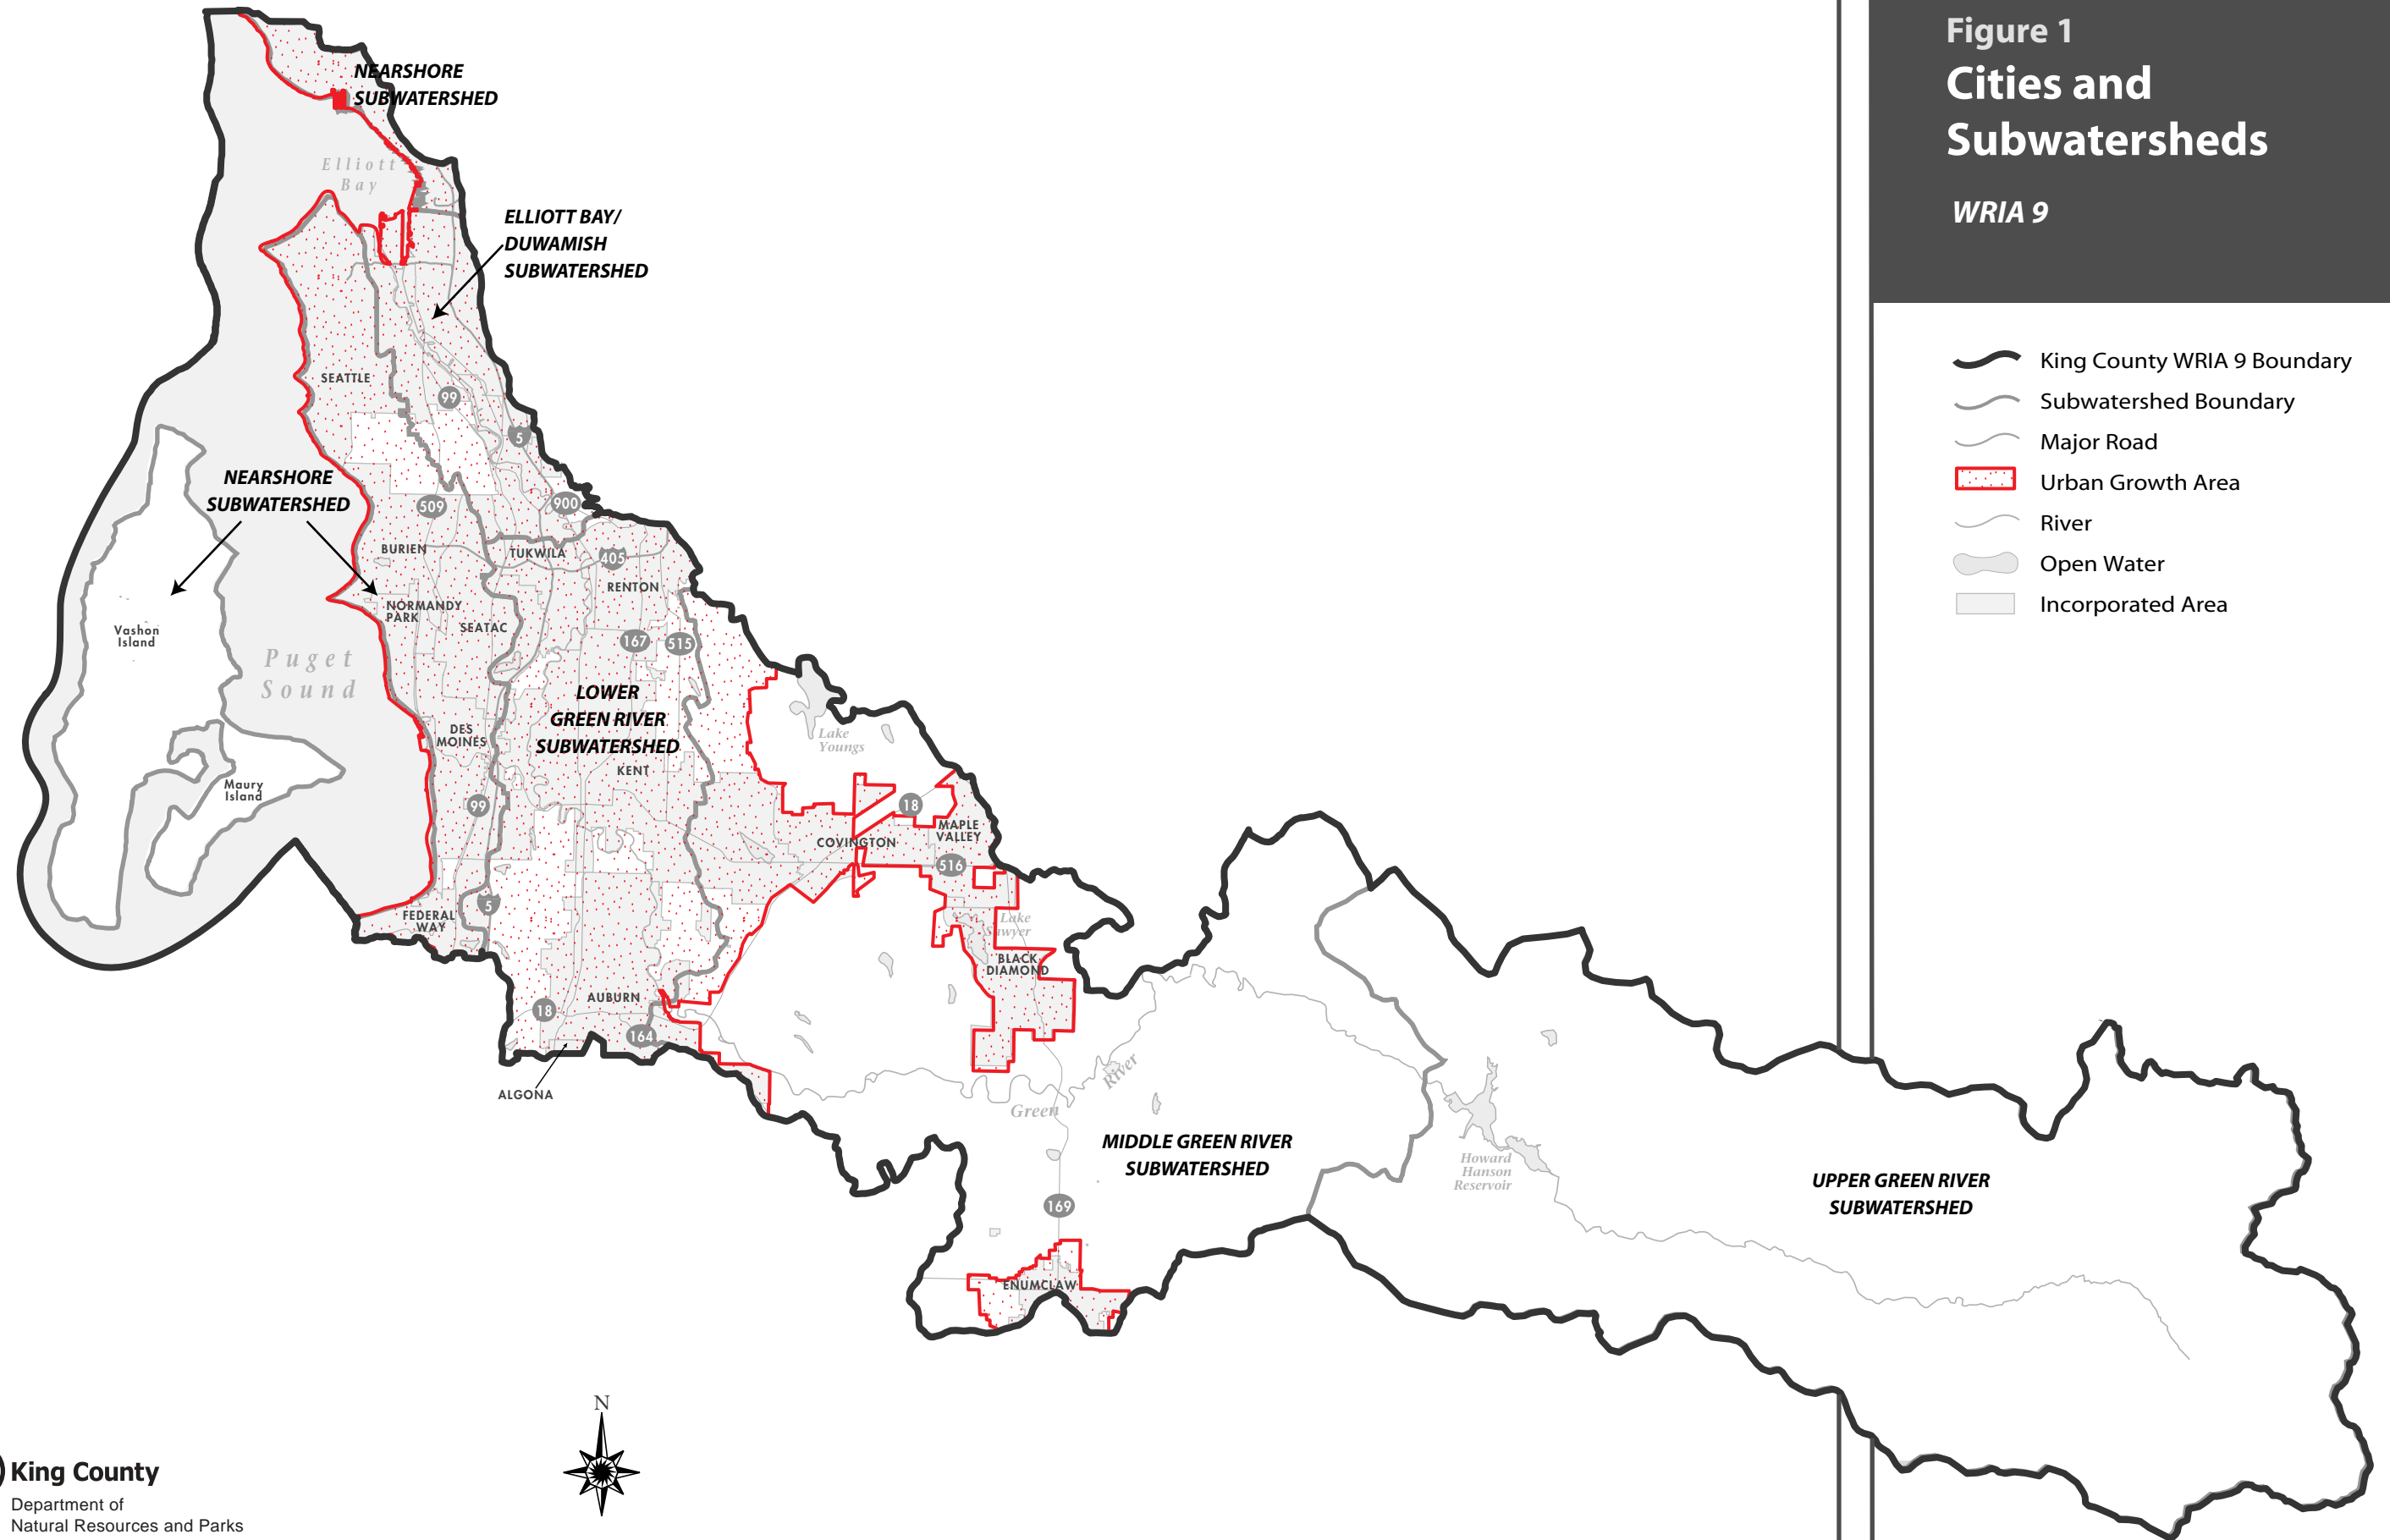 Figure 1
Cities and
Subwatersheds
WRIA 9
King County WRIA 9 Boundary
Subwatershed Boundary
Major Road
Urban Growth Area
River
Open Water
Incorporated Area
NEARSHORE
SUBWATERSHED
Elliott
Bay
ELLIOTT BAY/
DUWAMISH
SUBWATERSHED
SEATTLE
99
5
NEARSHORE
SUBWATERSHED
509
900
BURIEN
TUKWILA
405
RENTON
NORMANDY
PARK
SEATAC
167
515
Vashon
Island
Puget
Sound
LOWER
GREEN RIVER
SUBWATERSHED
DES
MOINES
KENT
Lake
Youngs
Maury
Island
99
18
MAPLE
VALLEY
COVINGTON
516
5
FEDERAL
WAY
Lake
Sawyer
BLACK
DIAMOND
AUBURN
18
164
ALGONA
River
Green
MIDDLE GREEN RIVER
SUBWATERSHED
Howard
Hanson
Reservoir
UPPER GREEN RIVER
SUBWATERSHED
169
ENUMCLAW
N
King County
Department of
Natural Resources and Parks